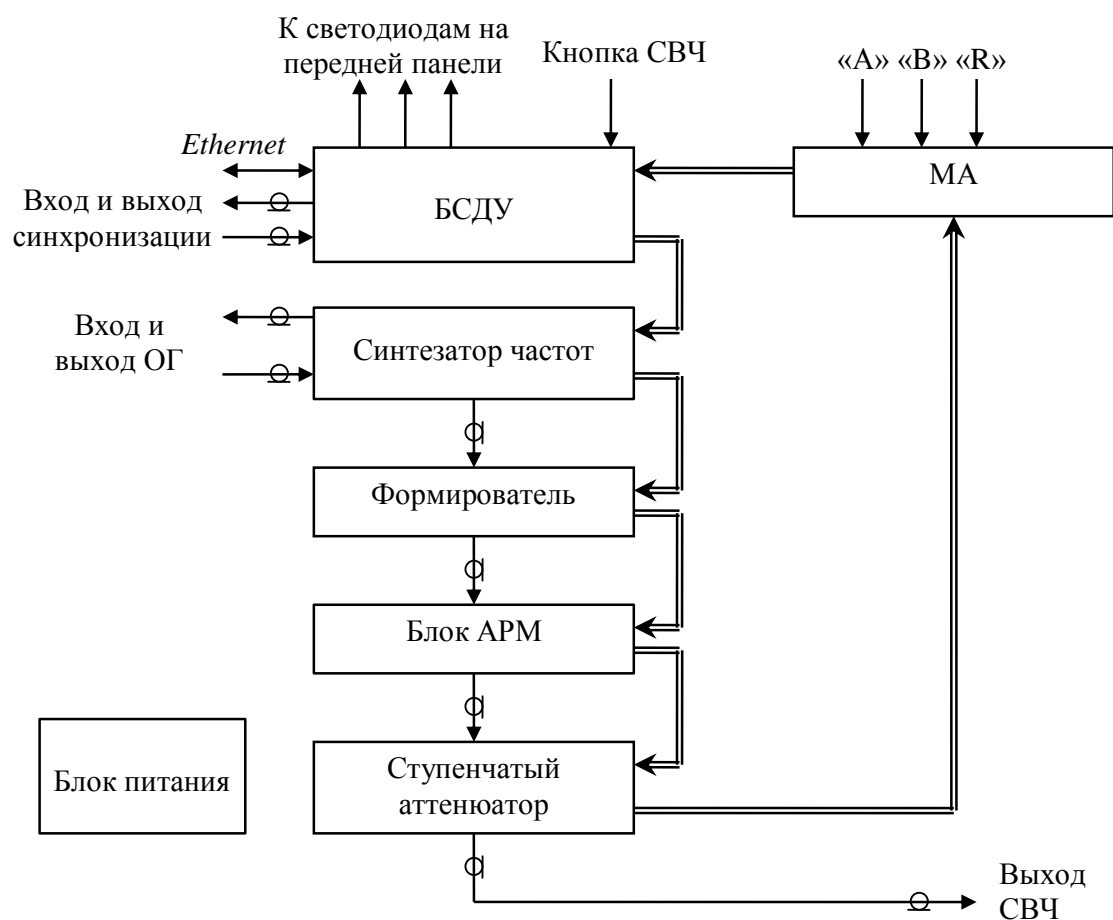 К светодиодам на
передней панели
Кнопка СВЧ
«A» «B» «R»
Ethernet
Вход и выход
синхронизации
БСДУ
МА
Вход и
выход ОГ
Синтезатор частот
Формирователь
Блок АРМ
Блок питания
Ступенчатый
аттенюатор
Выход
СВЧ